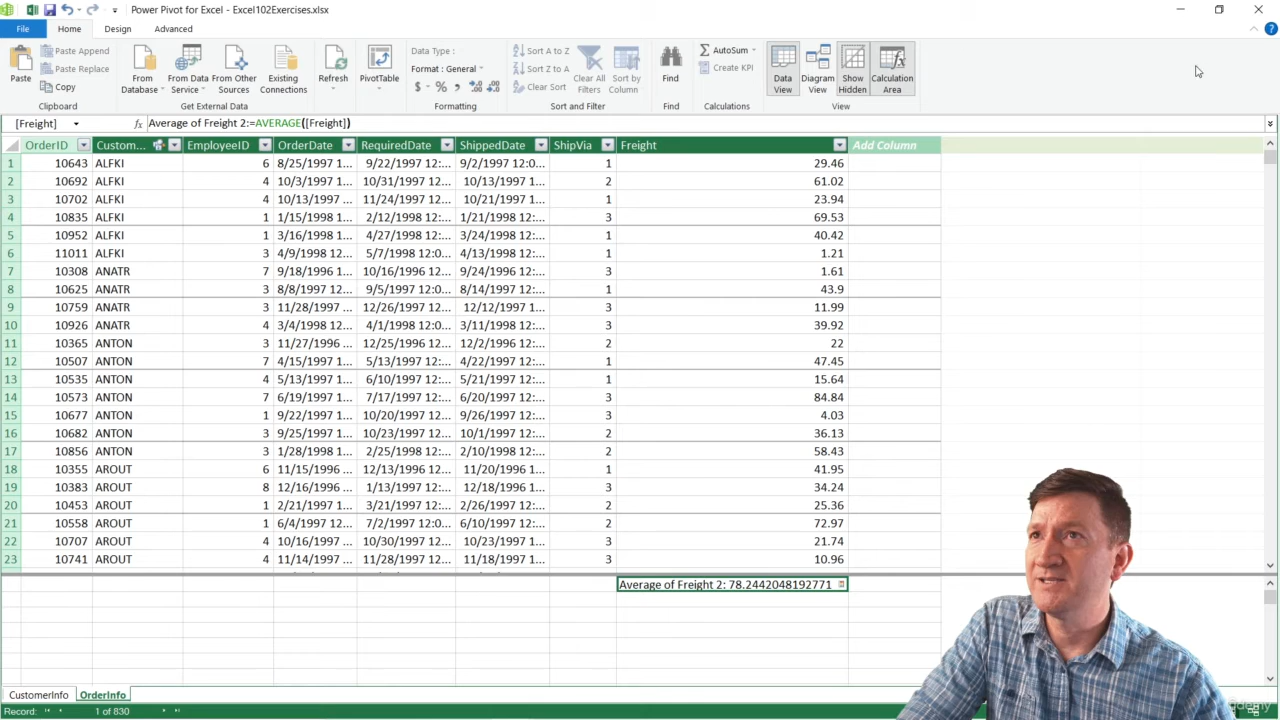 Power Pivot for Excel - Excel102Exercises.xlsx
File Home Design Advanced
Paste
Paste Append
Paste Replace
Copy
Clipboard
From Database
From Data Service
From Other Sources
Existing Connections
Get External Data
Refresh
PivotTable
Data Type :
Format : General
$ % ,
Formatting
Sort A to Z
Sort Z to A
Clear All Filters
Sort by Column
Clear Sort
Sort and Filter
Find
Find
AutoSum
Create KPI
Calculations
Data View
Diagram View
Show Hidden
Calculation Area
View
[Freight] fx Average of Freight 2:=AVERAGE([Freight])
OrderID Custom... EmployeeID OrderDate RequiredDate ShippedDate ShipVia Freight Add Column
1 10643 ALFKI 6 8/25/1997 1... 9/22/1997 12:... 9/2/1997 12:0... 1 29.46
2 10692 ALFKI 4 10/3/1997 1... 10/31/1997 12... 10/13/1997 12... 2 61.02
3 10702 ALFKI 4 10/13/1997 ... 11/24/1997 12... 10/21/1997 12... 1 23.94
4 10835 ALFKI 1 1/15/1998 1... 2/12/1998 12:... 1/21/1998 12:... 3 69.53
5 10952 ALFKI 1 3/16/1998 1... 4/27/1998 12:... 3/24/1998 12:... 1 40.42
6 11011 ALFKI 3 4/9/1998 12:... 5/7/1998 12:0... 4/13/1998 12:... 1 1.21
7 10308 ANATR 7 9/18/1996 1... 10/16/1996 12... 9/24/1996 12:... 3 1.61
8 10625 ANATR 3 8/8/1997 12:... 9/5/1997 12:0... 8/14/1997 12:... 1 43.9
9 10759 ANATR 3 11/28/1997 ... 12/26/1997 12... 12/12/1997 12... 3 11.99
10 10926 ANATR 4 3/4/1998 12:... 4/1/1998 12:0... 3/11/1998 12:... 3 39.92
11 10365 ANTON 3 11/27/1996 ... 12/25/1996 12... 12/2/1996 12:... 2 22
12 10507 ANTON 7 4/15/1997 1... 5/13/1997 12:... 4/22/1997 12:... 1 47.45
13 10535 ANTON 4 5/13/1997 1... 6/10/1997 12:... 5/21/1997 12:... 1 15.64
14 10573 ANTON 7 6/19/1997 1... 7/17/1997 12:... 6/20/1997 12:... 3 84.84
15 10677 ANTON 1 9/22/1997 1... 10/20/1997 12... 9/26/1997 12:... 3 4.03
16 10682 ANTON 3 9/25/1997 1... 10/23/1997 12... 10/1/1997 12:... 2 36.13
17 10856 ANTON 3 1/28/1998 1... 2/25/1998 12:... 2/10/1998 12:... 2 58.43
18 10355 AROUT 6 11/15/1996 ... 12/13/1996 12... 11/20/1996 12... 1 41.95
19 10383 AROUT 8 12/16/1996 ... 1/13/1997 12:... 12/18/1996 12... 3 34.24
20 10453 AROUT 1 2/21/1997 1... 3/21/1997 12:... 2/26/1997 12:... 2 25.36
21 10558 AROUT 1 6/4/1997 12:... 7/2/1997 12:0... 6/10/1997 12:... 2 72.97
22 10707 AROUT 4 10/16/1997 ... 10/30/1997 12... 10/23/1997 12... 3 21.74
23 10741 AROUT 4 11/14/1997 ... 11/28/1997 12... 11/18/1997 12... 3 10.96
Average of Freight 2: 78.2442048192771
CustomerInfo OrderInfo
Record: 1 of 830